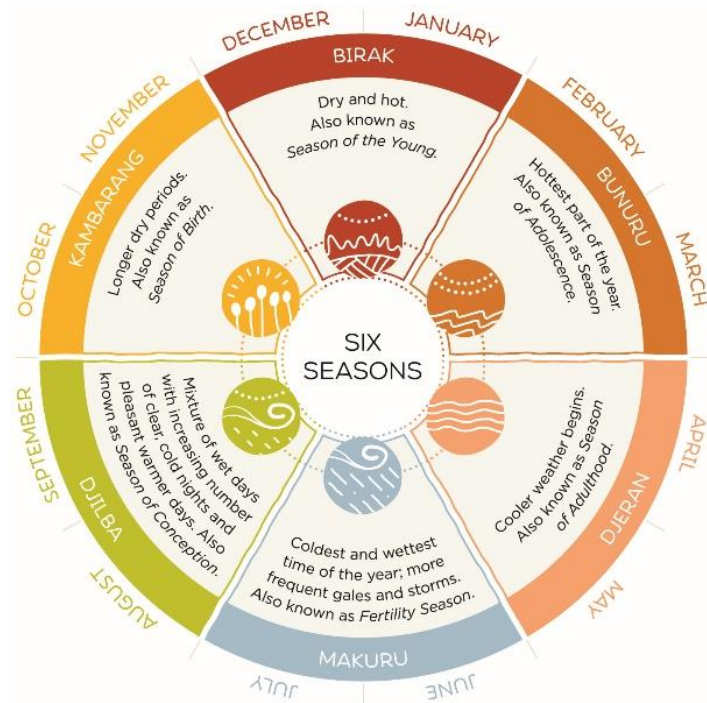 SIX
SEASONS
DECEMBER
JANUARY
BIRAK
Dry and hot.
Also known as
Season of the Young.
FEBRUARY
MARCH
BUNURU
Hottest part of the year.
Also known as Season
of Adolescence.
APRIL
MAY
DJERAN
Cooler weather begins.
Also known as Season
of Adulthood.
JUNE
JULY
MAKURU
Coldest and wettest
time of the year; more
frequent gales and storms.
Also known as Fertility Season.
AUGUST
SEPTEMBER
DJILBA
Mixture of wet days
with increasing number
of clear, cold nights and
pleasant warmer days. Also
known as Season of Conception.
OCTOBER
NOVEMBER
KAMBARANG
Longer dry periods.
Also known as
Season of Birth.